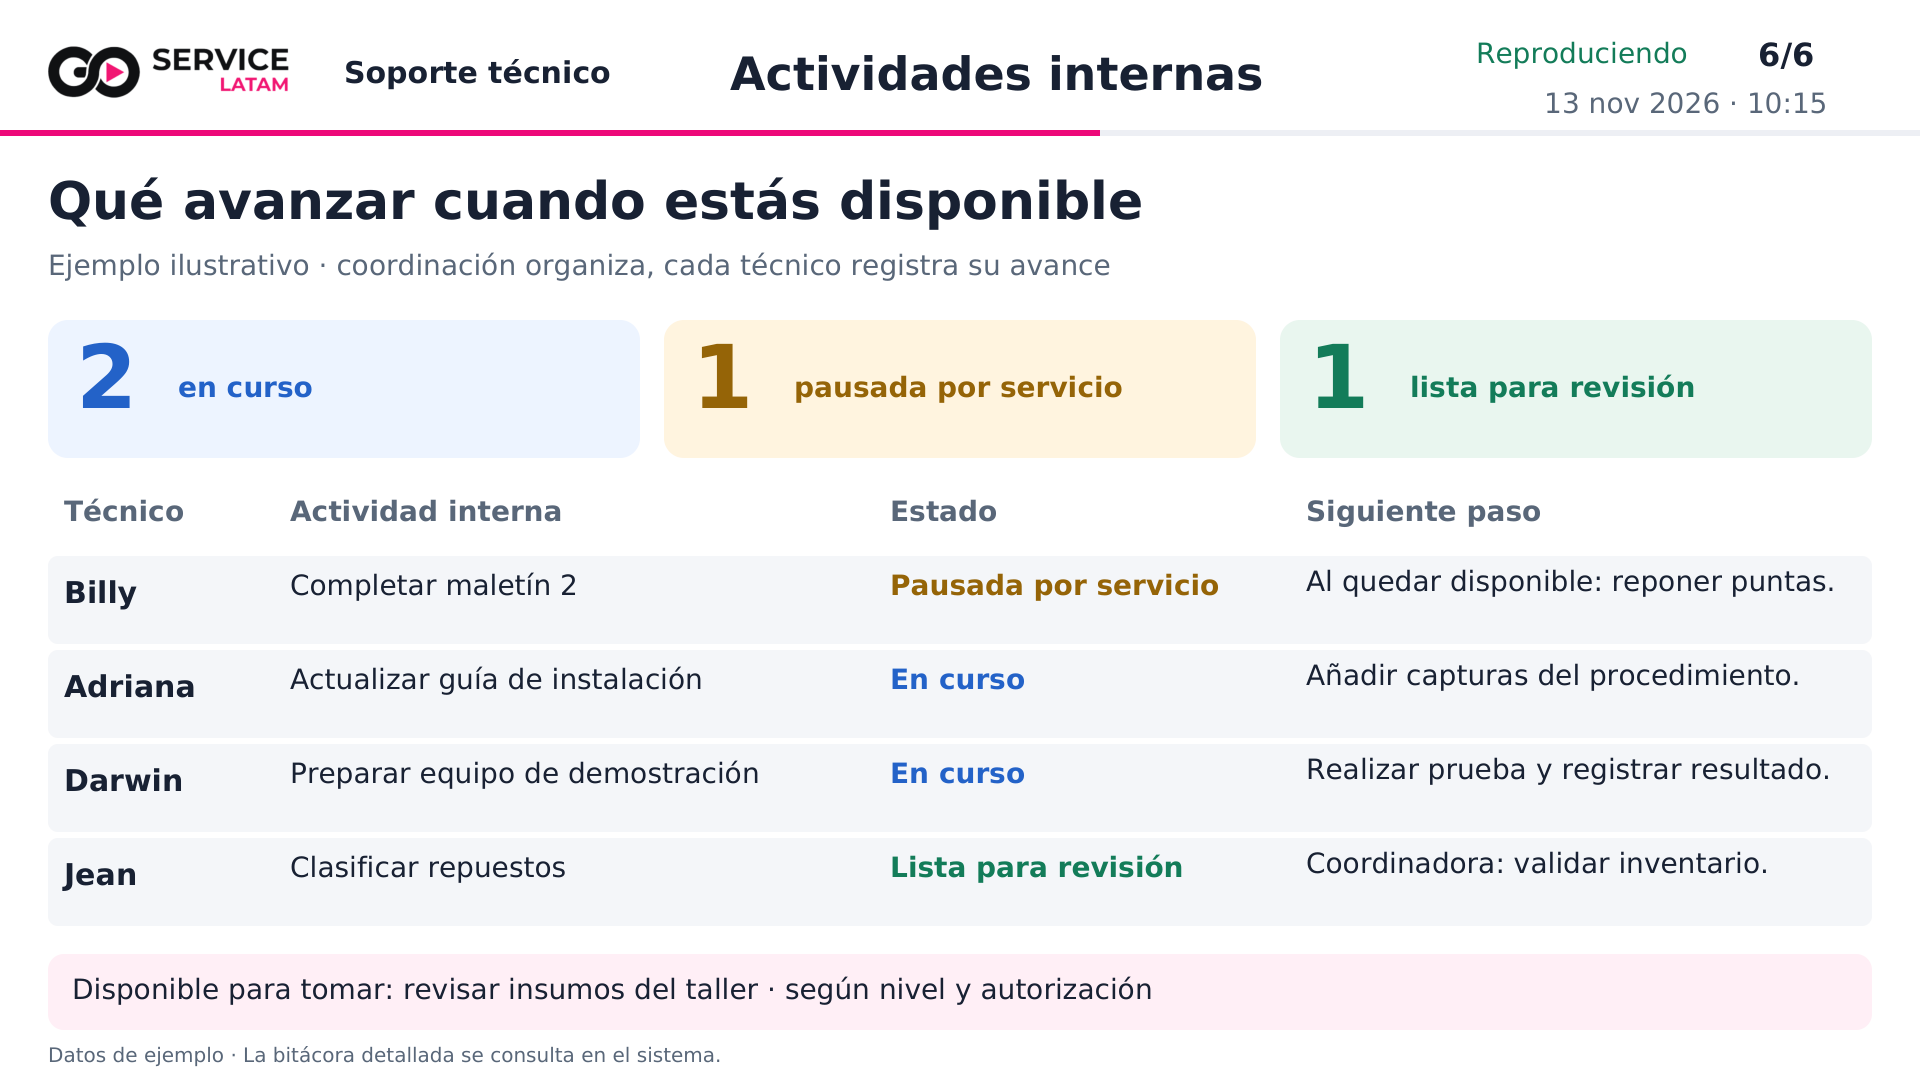 GO SERVICE LATAM
Soporte técnico
Actividades internas
Reproduciendo 6/6
13 nov 2026 · 10:15
Qué avanzar cuando estás disponible
Ejemplo ilustrativo · coordinación organiza, cada técnico registra su avance
2 en curso
1 pausada por servicio
1 lista para revisión
Técnico Actividad interna Estado Siguiente paso
Billy Completar maletín 2 Pausada por servicio Al quedar disponible: reponer puntas.
Adriana Actualizar guía de instalación En curso Añadir capturas del procedimiento.
Darwin Preparar equipo de demostración En curso Realizar prueba y registrar resultado.
Jean Clasificar repuestos Lista para revisión Coordinadora: validar inventario.
Disponible para tomar: revisar insumos del taller · según nivel y autorización
Datos de ejemplo · La bitácora detallada se consulta en el sistema.